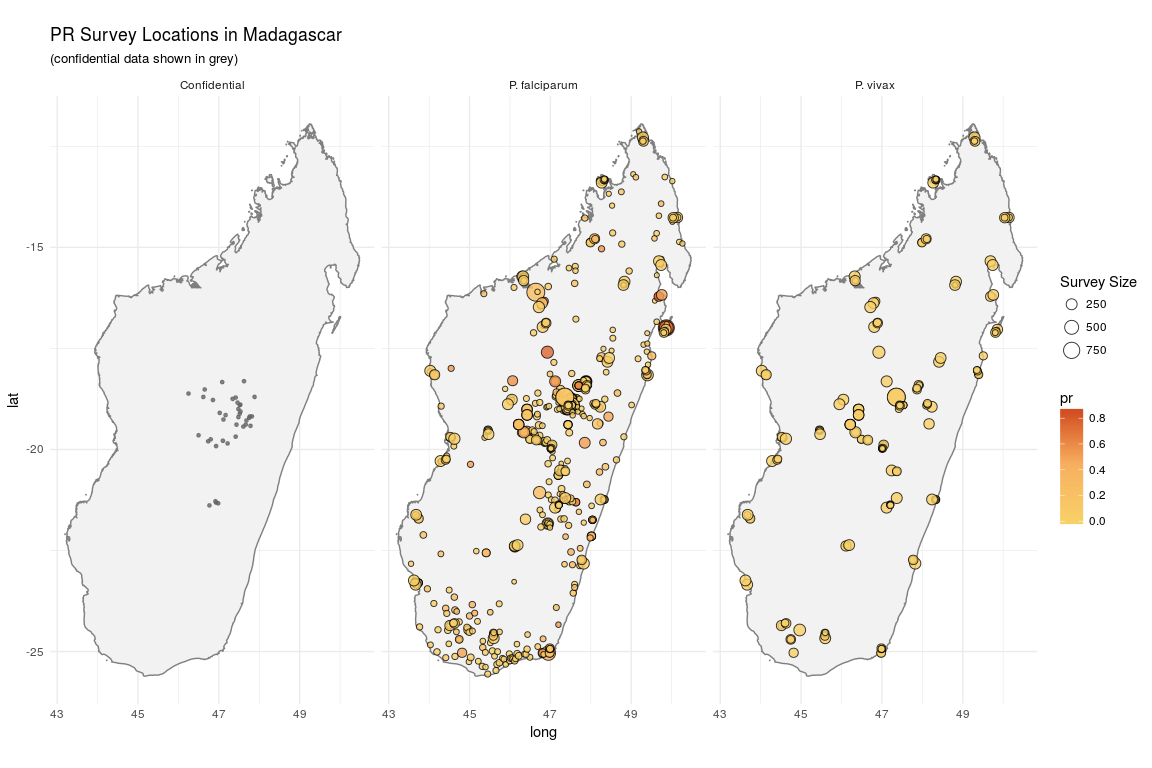 PR Survey Locations in Madagascar
(confidential data shown in grey)
Confidential P. falciparum P. vivax
-15
-20
-25
lat
43 45 47 49 43 45 47 49 43 45 47 49
long
Survey Size
250
500
750
pr
0.8
0.6
0.4
0.2
0.0